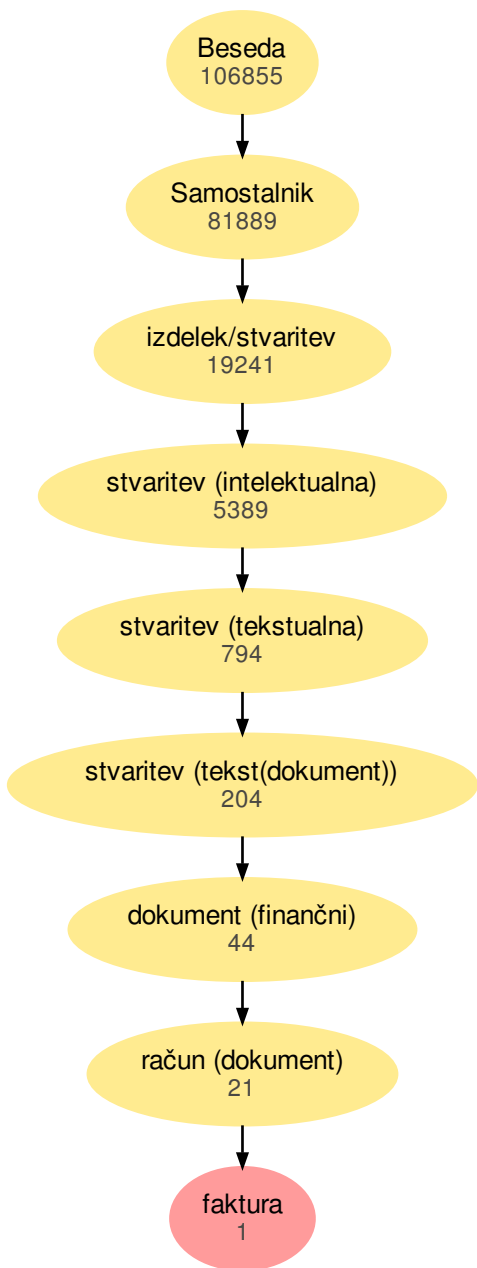 Beseda
106855
Samostalnik
81889
izdelek/stvaritev
19241
stvaritev (intelektualna)
5389
stvaritev (tekstualna)
794
stvaritev (tekst(dokument))
204
dokument (finančni)
44
račun (dokument)
21
faktura
1